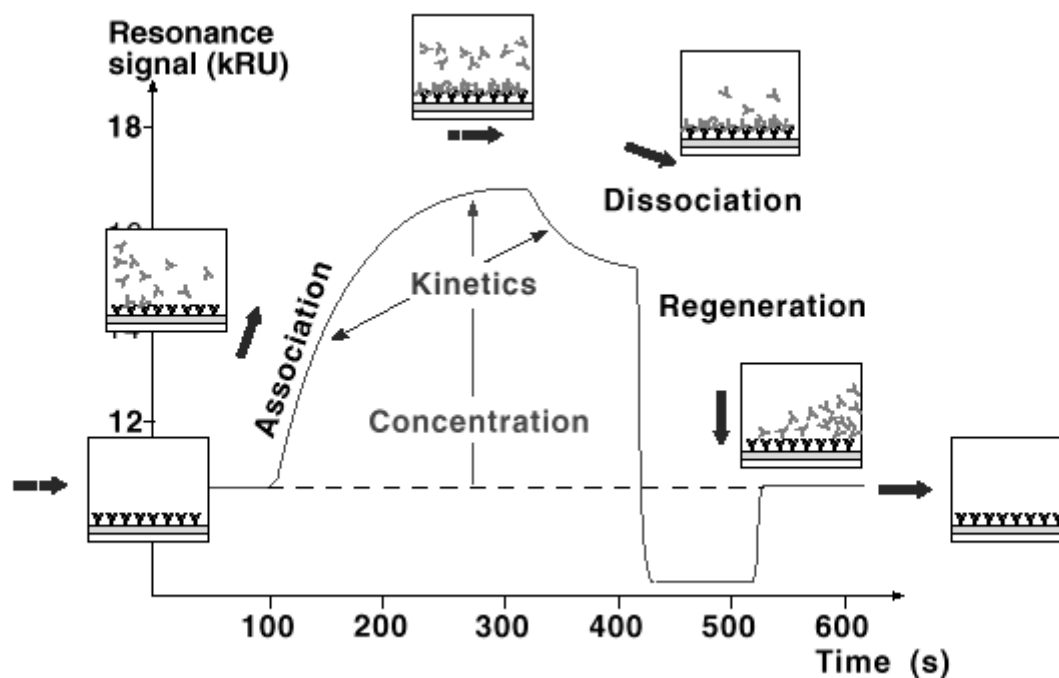 Resonance
signal (kRU)
18
Dissociation
Kinetics
Regeneration
Association
12
Concentration
100
200
300
400
500
600
Time (s)